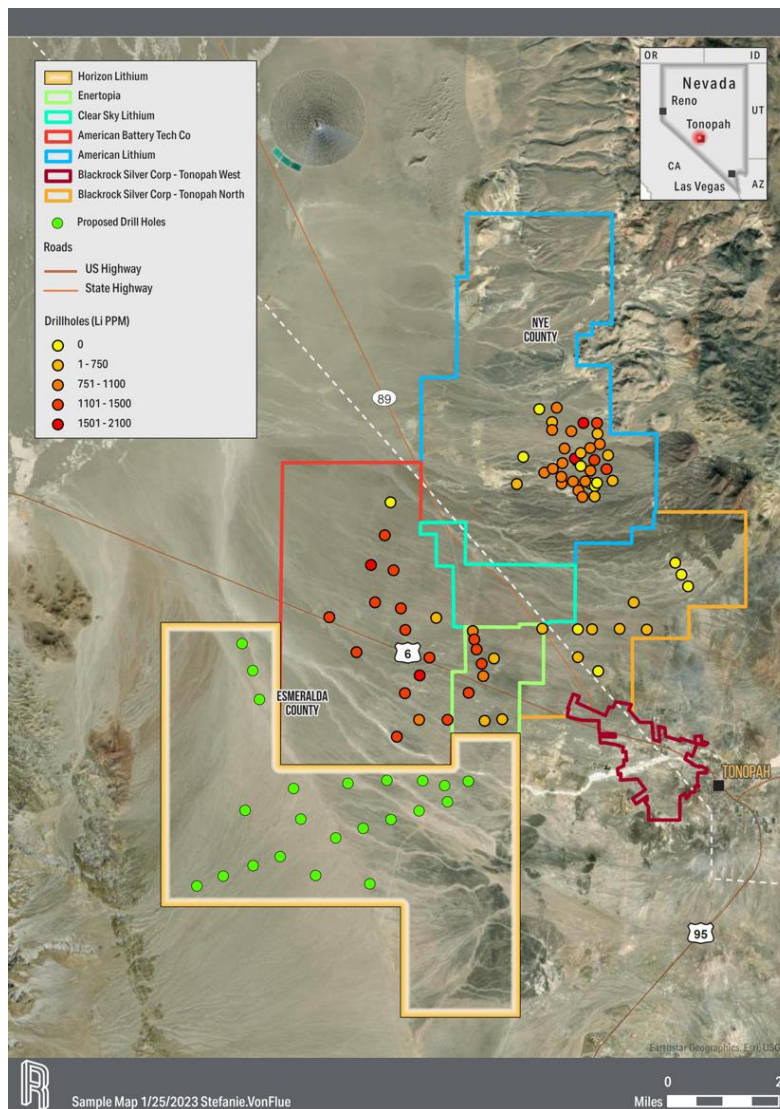 Horizon Lithium
Enertopia
Clear Sky Lithium
American Battery Tech Co
American Lithium
Blackrock Silver Corp - Tonopah West
Blackrock Silver Corp - Tonopah North
Proposed Drill Holes
Roads
US Highway
State Highway
Drillholes (Li PPM)
0
1 - 750
751 - 1100
1101 - 1500
1501 - 2100
OR
ID
Nevada
Reno
UT
Tonopah
CA
Las Vegas
AZ
NYE
COUNTY
89
6
ESMERALDA
COUNTY
TONOPAH
95
Earthstar Geographics, Esri, USG
R
Sample Map 1/25/2023 Stefanie.VonFlue
0
2
Miles